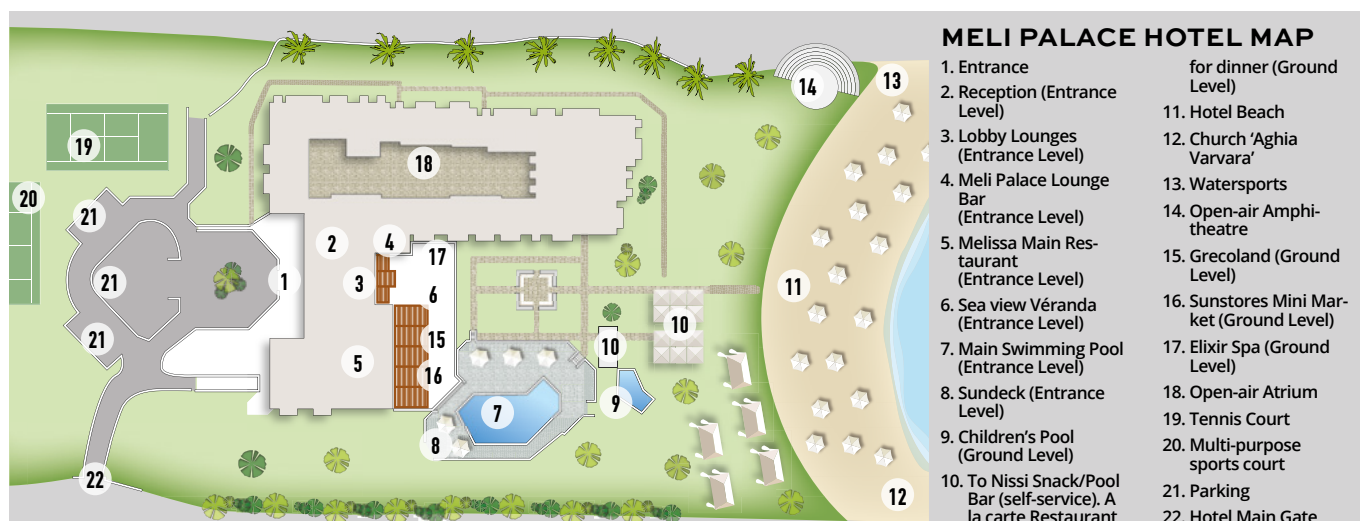 MELI PALACE HOTEL MAP
1. Entrance
2. Reception (Entrance
Level)
3. Lobby Lounges
(Entrance Level)
4. Meli Palace Lounge
Bar
(Entrance Level)
5. Melissa Main Res-
taurant
(Entrance Level)
6. Sea view Véranda
(Entrance Level)
7. Main Swimming Pool
(Entrance Level)
8. Sundeck (Entrance
Level)
9. Children's Pool
(Ground Level)
10. To Nissi Snack/Pool
Bar (self-service). A
la carte Restaurant
for dinner (Ground
Level)
11. Hotel Beach
12. Church ‘Aghia
Varvara’
13. Watersports
14. Open-air Amphi-
theatre
15. Grecoland (Ground
Level)
16. Sunstores Mini Mar-
ket (Ground Level)
17. Elixir Spa (Ground
Level)
18. Open-air Atrium
19. Tennis Court
20. Multi-purpose
sports court
21. Parking
22. Hotel Main Gate
13
14
19
18
20
21
2
4
17
21
1
3
6
11
21
15
10
10
5
16
7
9
8
22
12